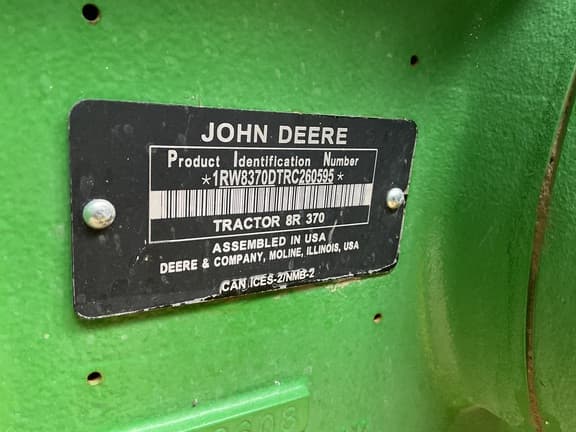 JOHN DEERE
Product Identification Number
*1RW8370DTRC260595*
TRACTOR 8R 370
ASSEMBLED IN USA
DEERE & COMPANY, MOLINE, ILLINOIS, USA
CAN ICES-2/NMB-2